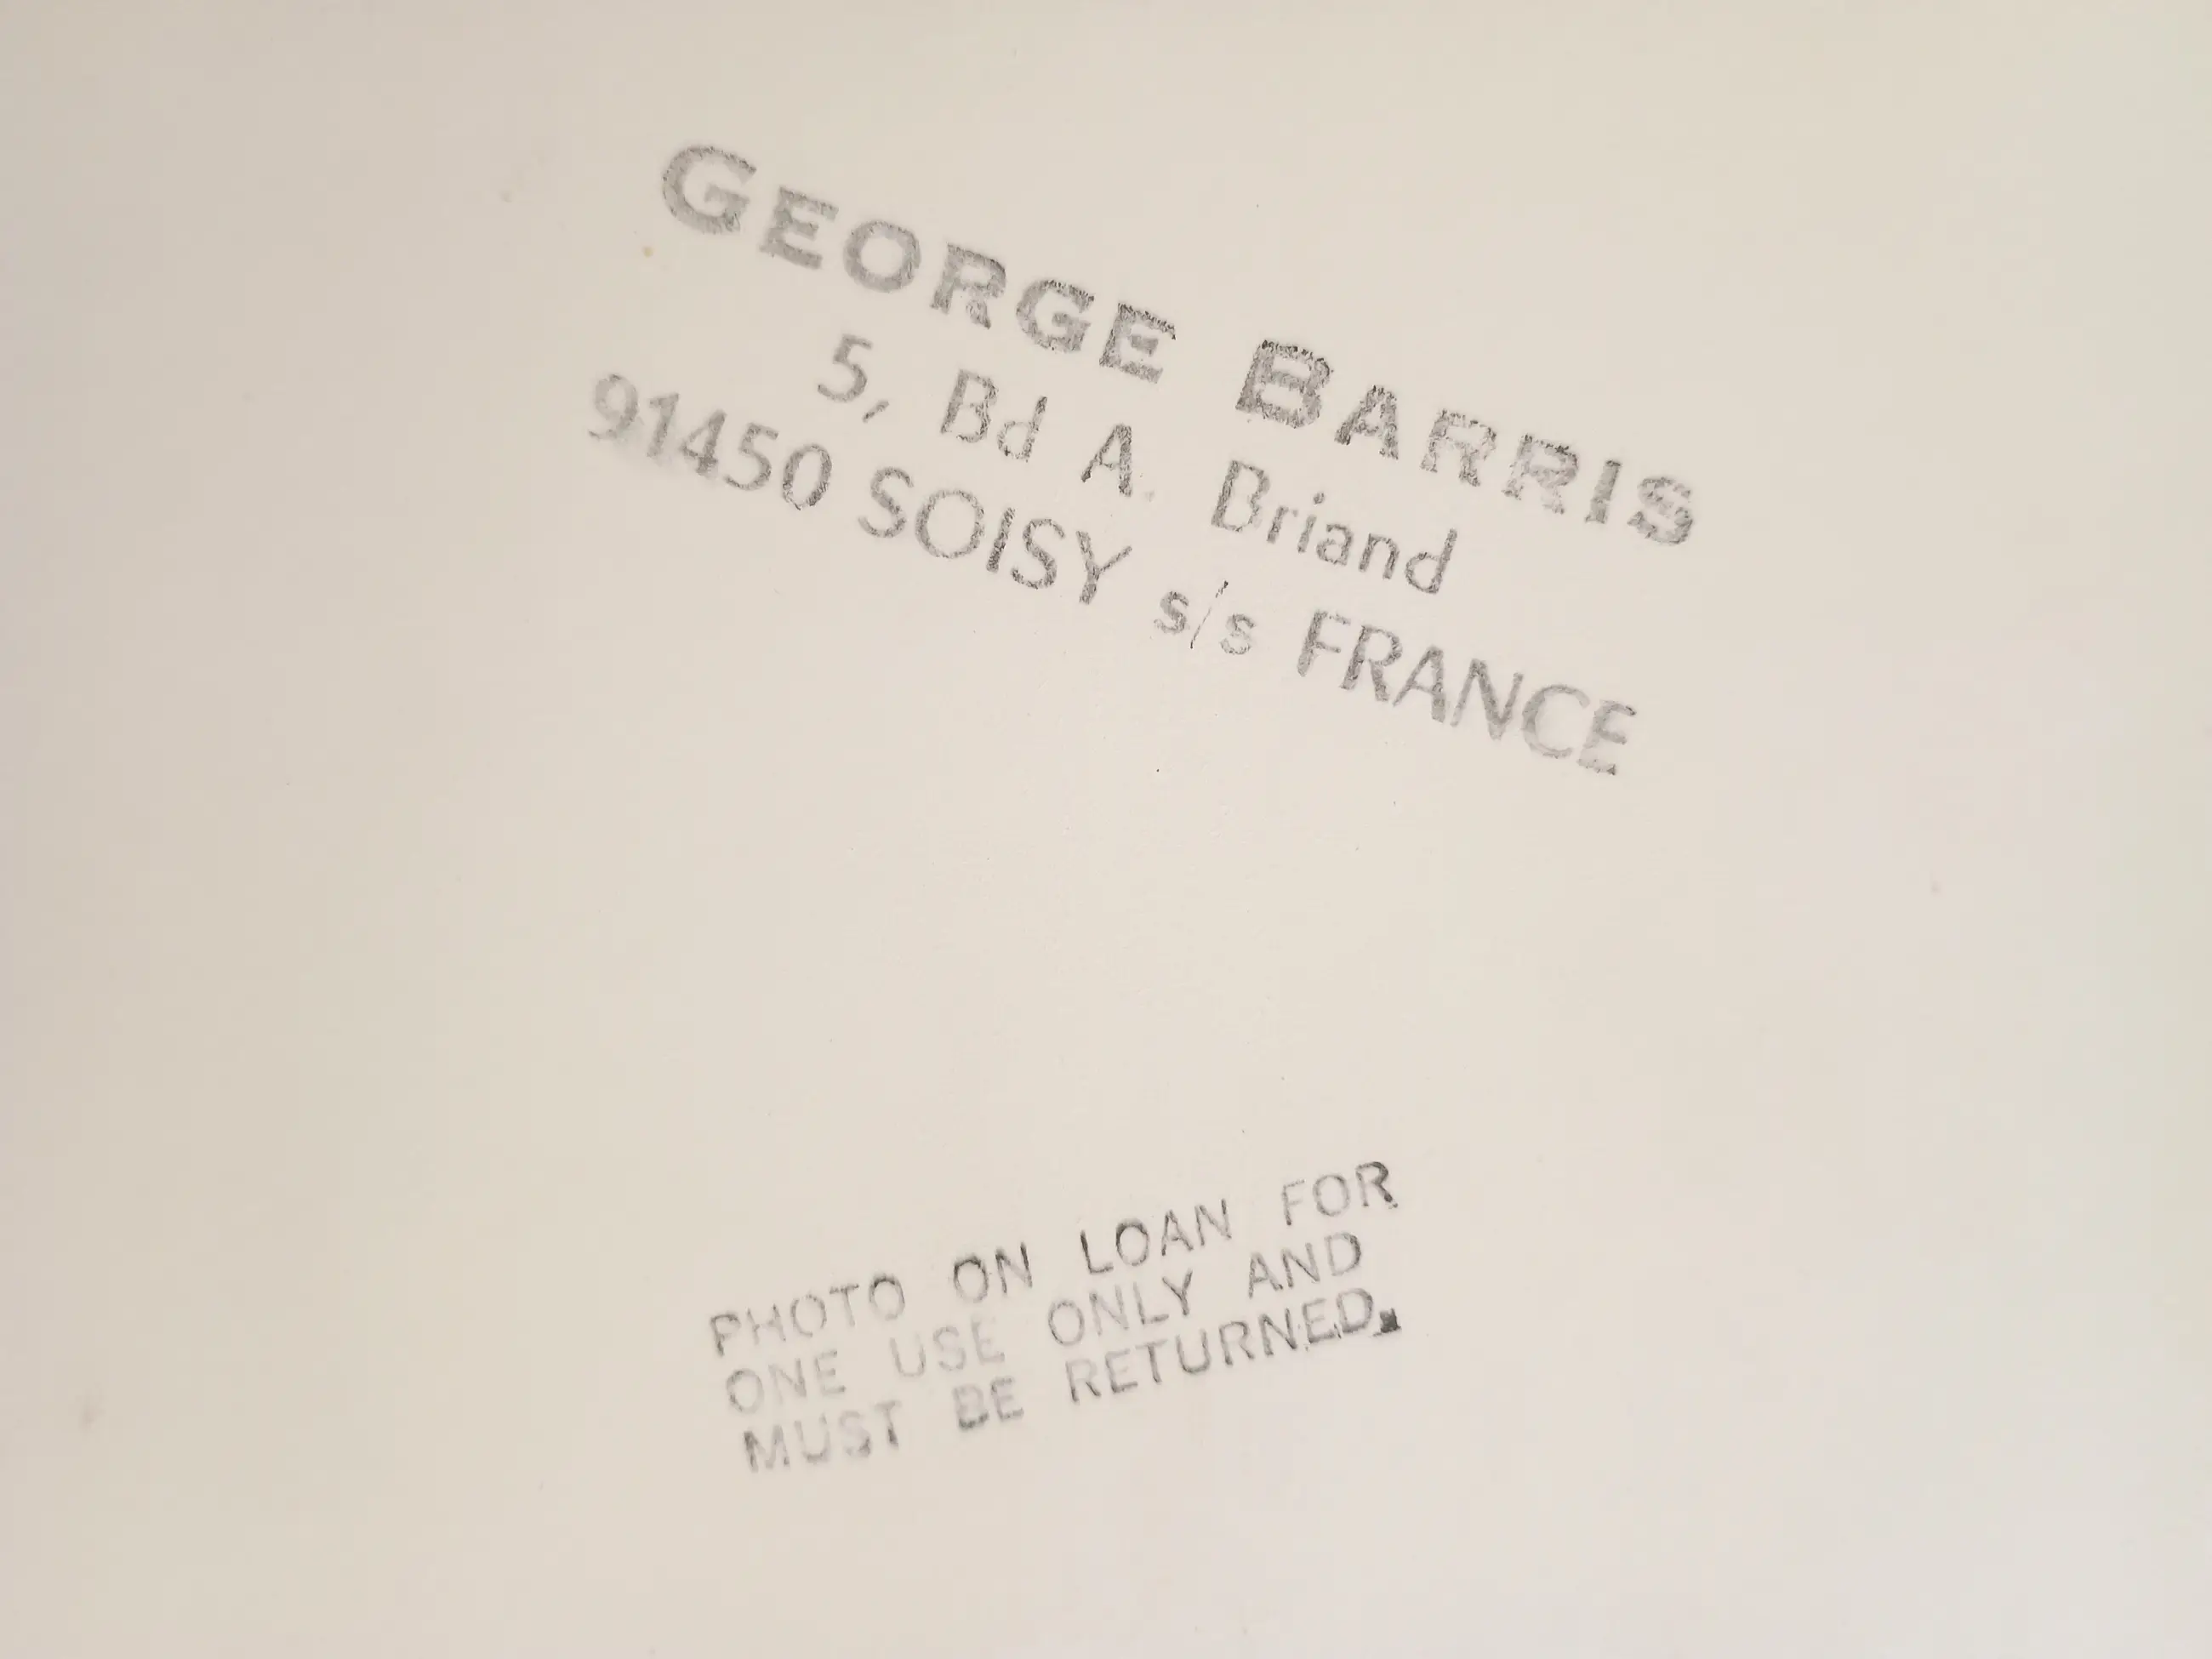 GEORGE BARRIS
5, Bd A. Briand
91450 SOISY s/s FRANCE
PHOTO ON LOAN FOR
ONE USE ONLY AND
MUST BE RETURNED.